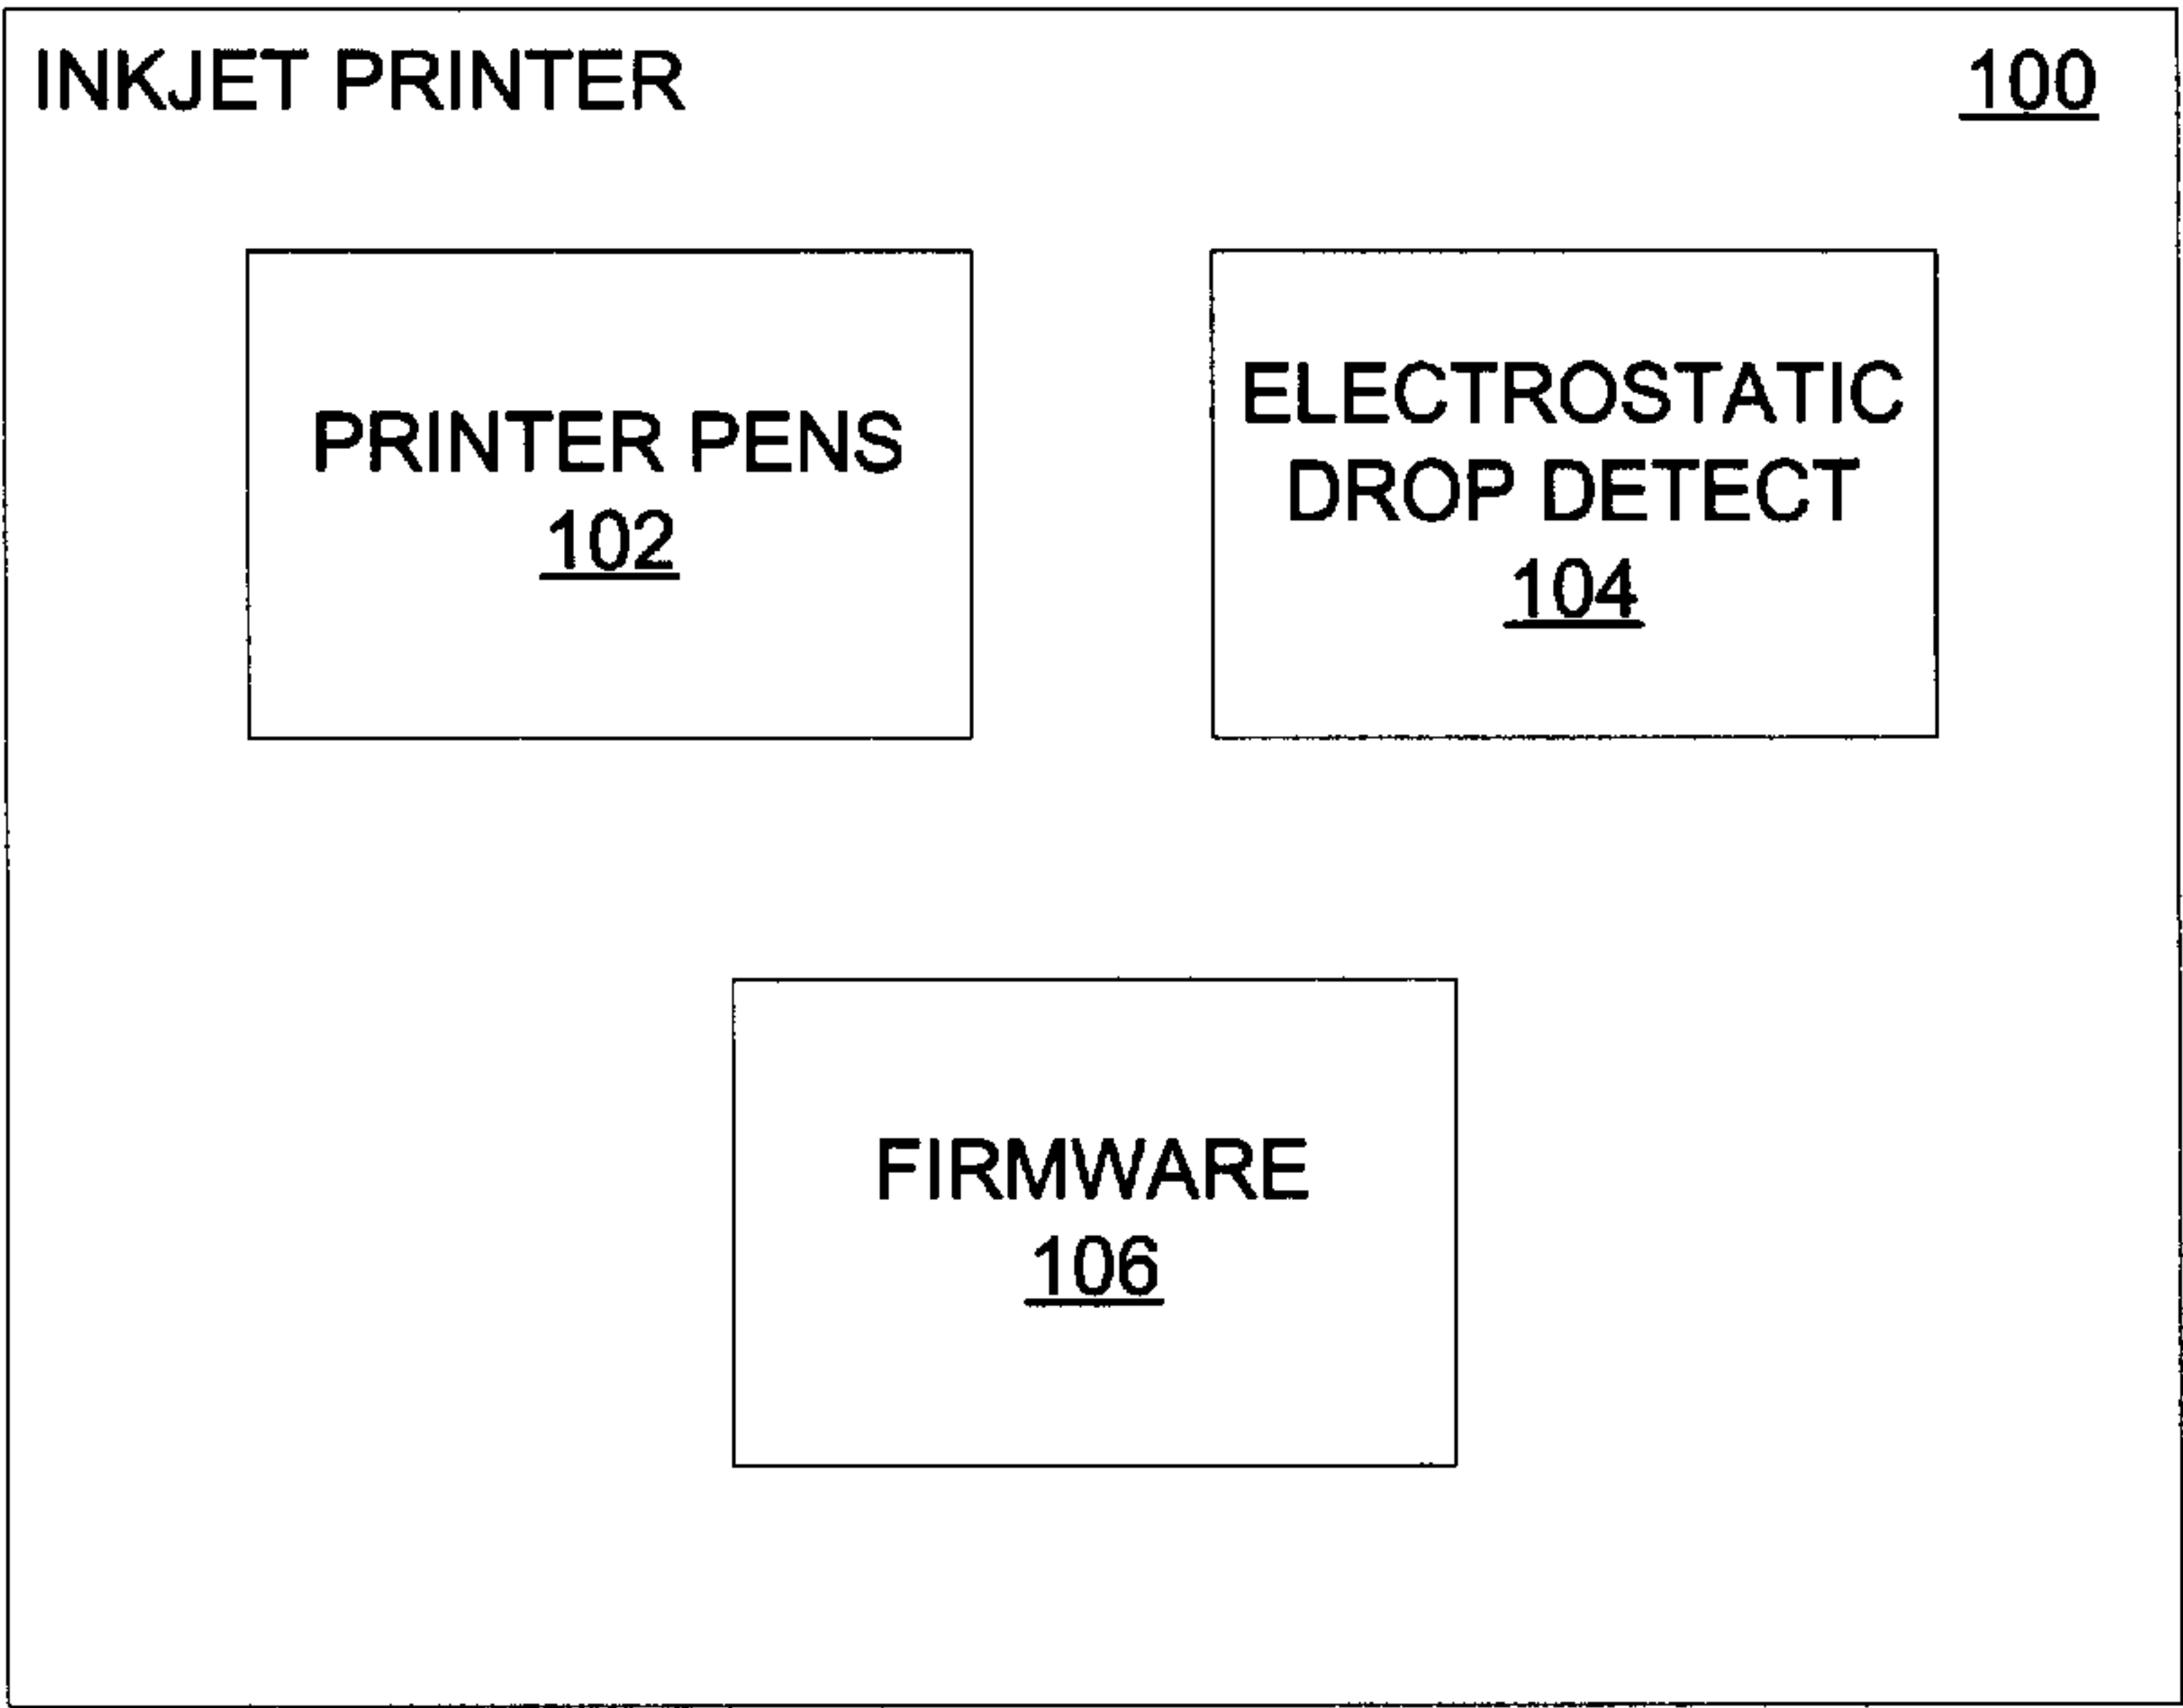 INKJET PRINTER 100
PRINTER PENS
102
ELECTROSTATIC
DROP DETECT
104
FIRMWARE
106